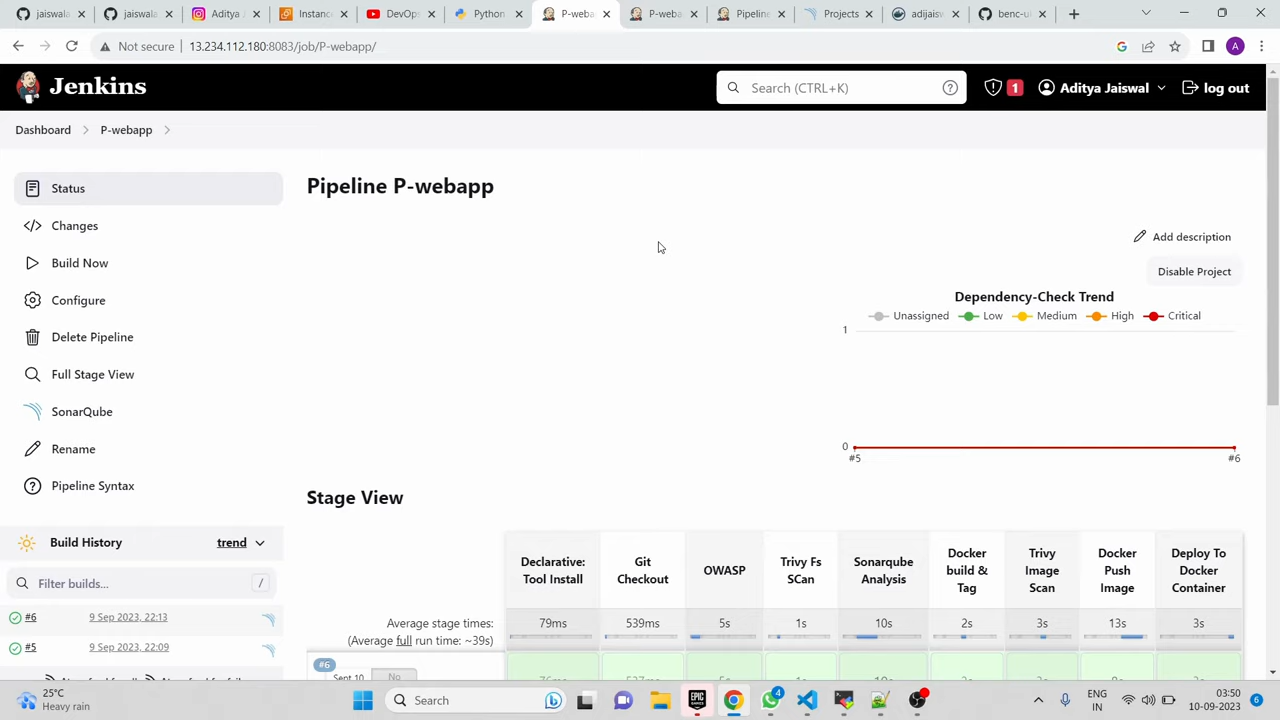 jaiswala
jaiswala
Aditya J
Instanc
DevOps
Python
P-weba
P-weba
Pipeline
Projects
adijaisw
benc-u
Not secure
13.234.112.180:8083/job/P-webapp/
A
Jenkins
Search (CTRL+K)
?
1
Aditya Jaiswal
log out
Dashboard
P-webapp
Status
Changes
Build Now
Configure
Delete Pipeline
Full Stage View
SonarQube
Rename
Pipeline Syntax
Build History
trend
Filter builds...
/
#6
9 Sep 2023, 22:13
#5
9 Sep 2023, 22:09
Pipeline P-webapp
Add description
Disable Project
Dependency-Check Trend
Unassigned Low Medium High Critical
1
0
#5
#6
Stage View
Declarative: Tool Install
Git Checkout
OWASP
Trivy Fs SCan
Sonarqube Analysis
Docker build & Tag
Trivy Image Scan
Docker Push Image
Deploy To Docker Container
Average stage times:
(Average full run time: ~39s)
79ms
539ms
5s
1s
10s
2s
3s
13s
3s
#6
Sept 10
No
25°C
Heavy rain
Search
EPIC GAMES
4
ENG
IN
03:50
10-09-2023
6